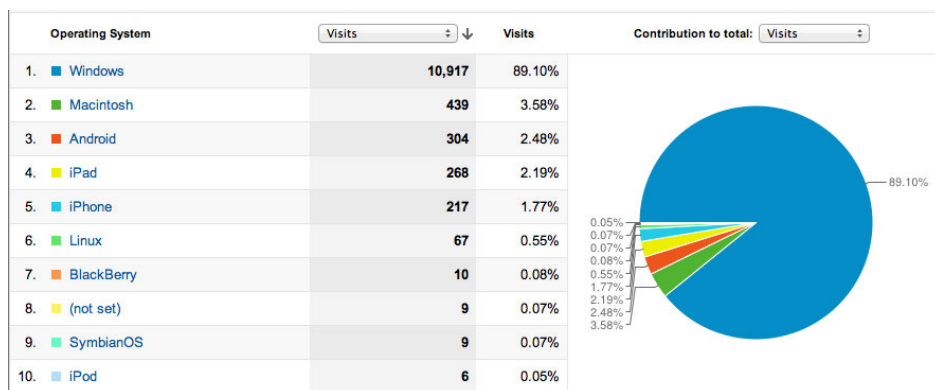 Operating System Visits Visits Contribution to total: Visits
1. Windows 10,917 89.10%
2. Macintosh 439 3.58%
3. Android 304 2.48%
4. iPad 268 2.19%
5. iPhone 217 1.77%
6. Linux 67 0.55%
7. BlackBerry 10 0.08%
8. (not set) 9 0.07%
9. SymbianOS 9 0.07%
10. iPod 6 0.05%
89.10%
0.05%
0.07%
0.07%
0.08%
0.55%
1.77%
2.19%
2.48%
3.58%